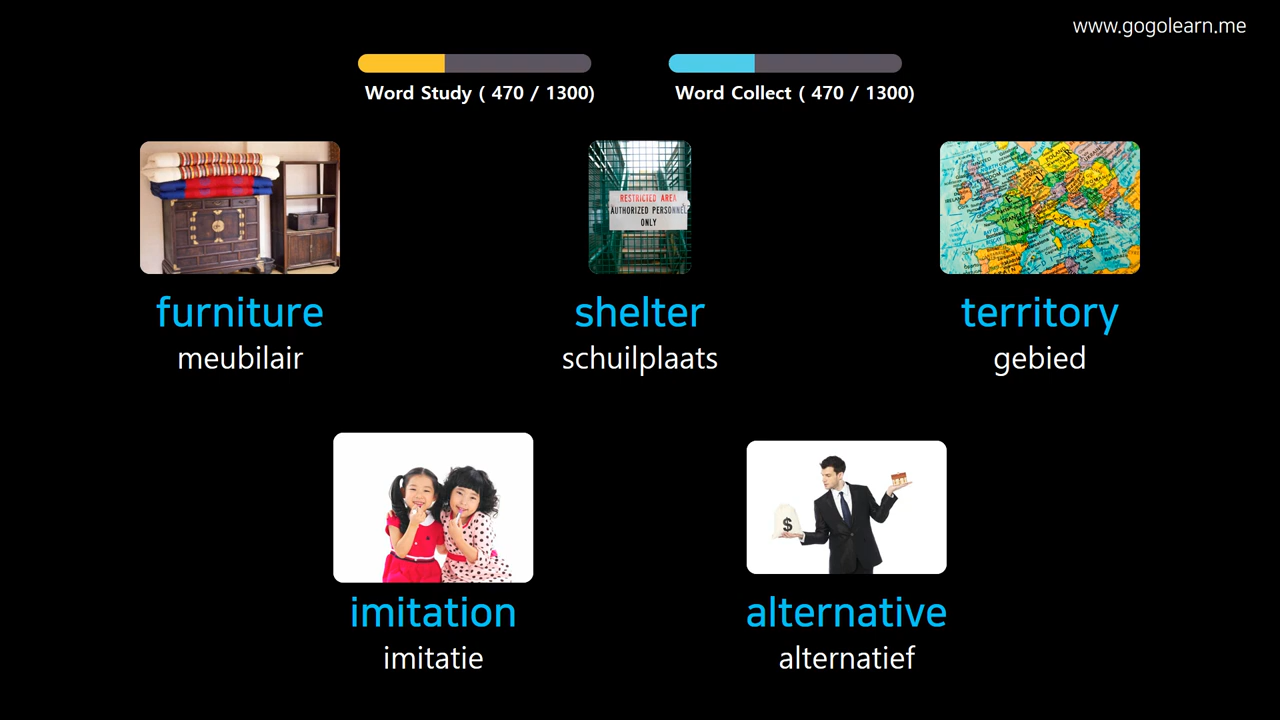 www.gogolearn.me
Word Study ( 470 / 1300)
Word Collect ( 470 / 1300)
RESTRICTED AREA
AUTHORIZED PERSONNEL
ONLY
furniture
meubilair
shelter
schuilplaats
territory
gebied
$
imitation
imitatie
alternative
alternatief